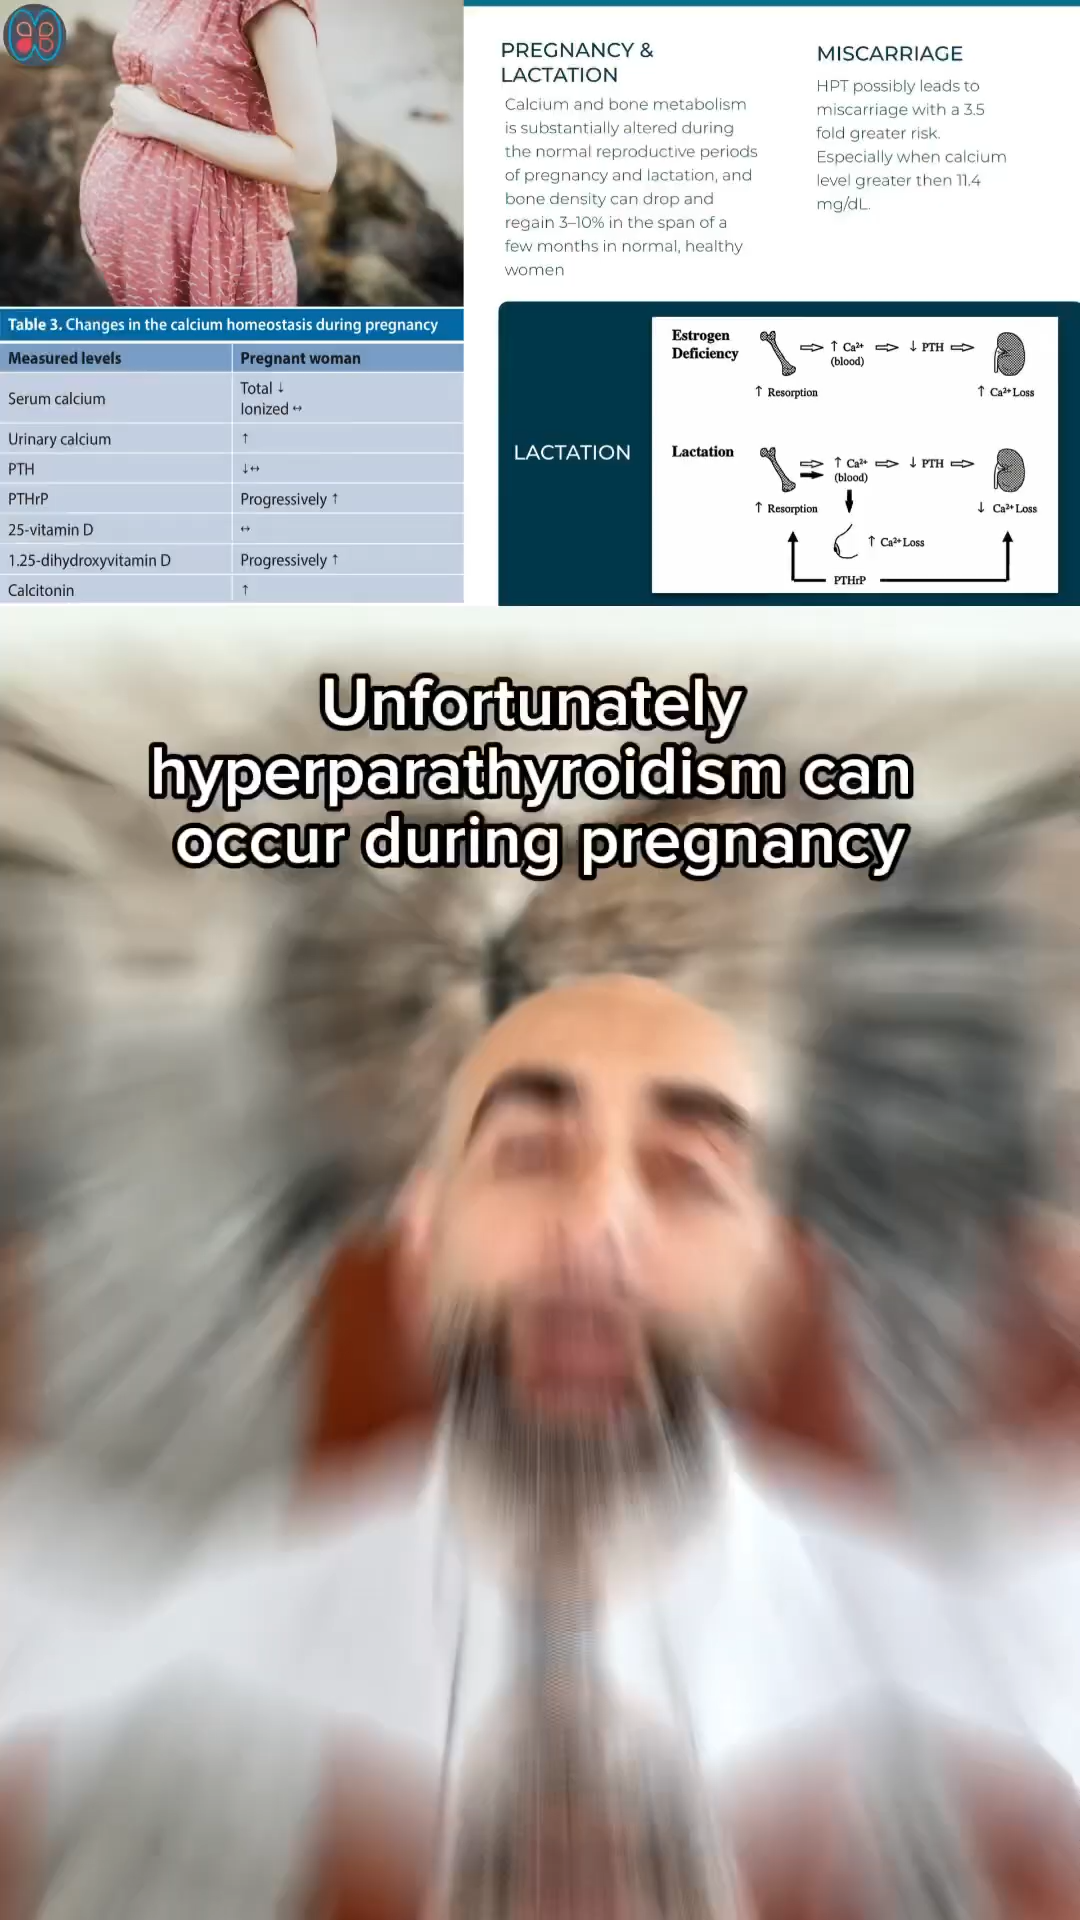 PREGNANCY &
LACTATION
Calcium and bone metabolism
is substantially altered during
the normal reproductive periods
of pregnancy and lactation, and
bone density can drop and
regain 3–10% in the span of a
few months in normal, healthy
women
MISCARRIAGE
HPT possibly leads to
miscarriage with a 3.5
fold greater risk.
Especially when calcium
level greater then 11.4
mg/dL.
Table 3. Changes in the calcium homeostasis during pregnancy
Measured levels Pregnant woman
Serum calcium Total ↓
Ionized ↔
Urinary calcium ↑
PTH ↓↔
PTHrP Progressively ↑
25-vitamin D ↔
1.25-dihydroxyvitamin D Progressively ↑
Calcitonin ↑
LACTATION
Estrogen
Deficiency
↑ Ca²⁺
(blood)
↓ PTH
↑ Resorption
↑ Ca²⁺ Loss
Lactation
↑ Ca²⁺
(blood)
↓ PTH
↑ Resorption
↓ Ca²⁺ Loss
↑ Ca²⁺ Loss
PTHrP
Unfortunately
hyperparathyroidism can
occur during pregnancy